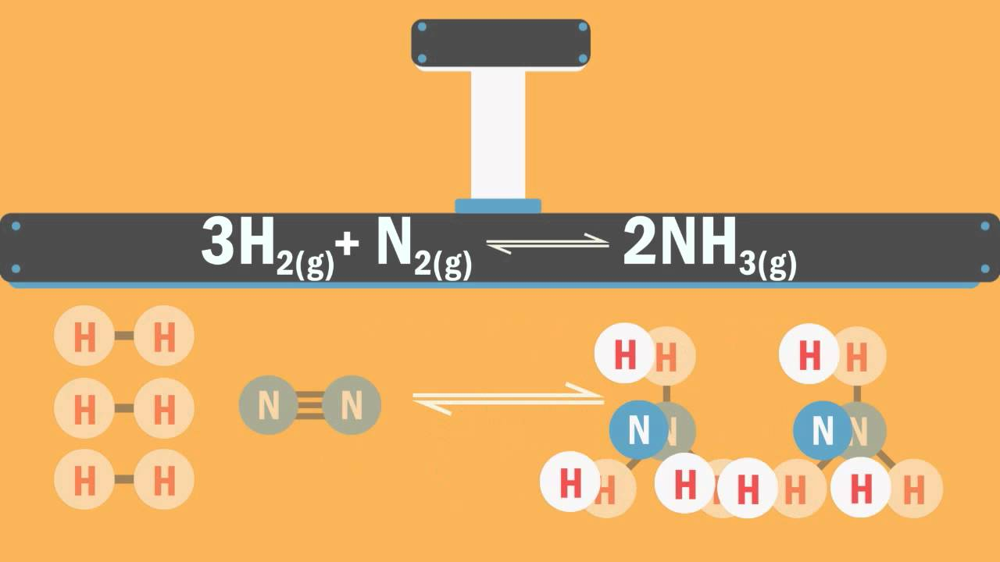 3H₂(g)+ N₂(g) ⇌ 2NH₃(g)
H H H H H H
H H N N N N N N
H H H H H H H H H H